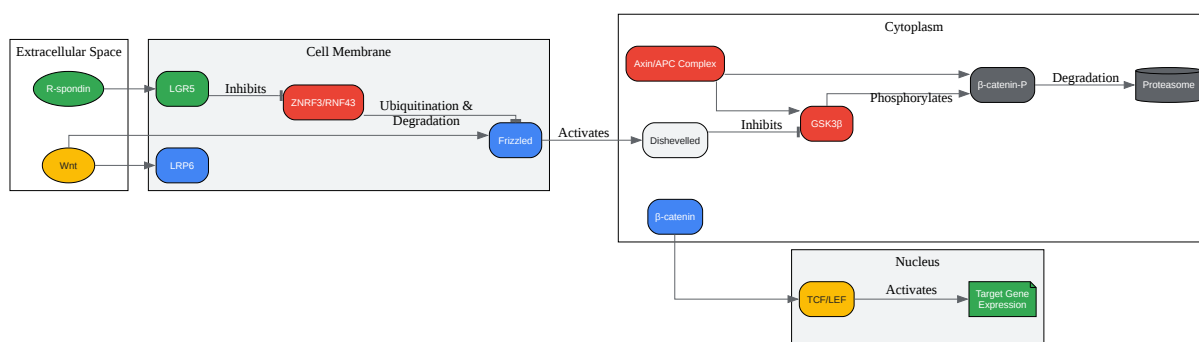 Extracellular Space
R-spondin
Wnt
Cell Membrane
LGR5
Inhibits
ZNRF3/RNF43
Ubiquitination &
Degradation
Frizzled
LRP6
Activates
Cytoplasm
Axin/APC Complex
Dishevelled
Inhibits
GSK3β
Phosphorylates
β-catenin-P
Degradation
Proteasome
β-catenin
Nucleus
TCF/LEF
Activates
Target Gene
Expression